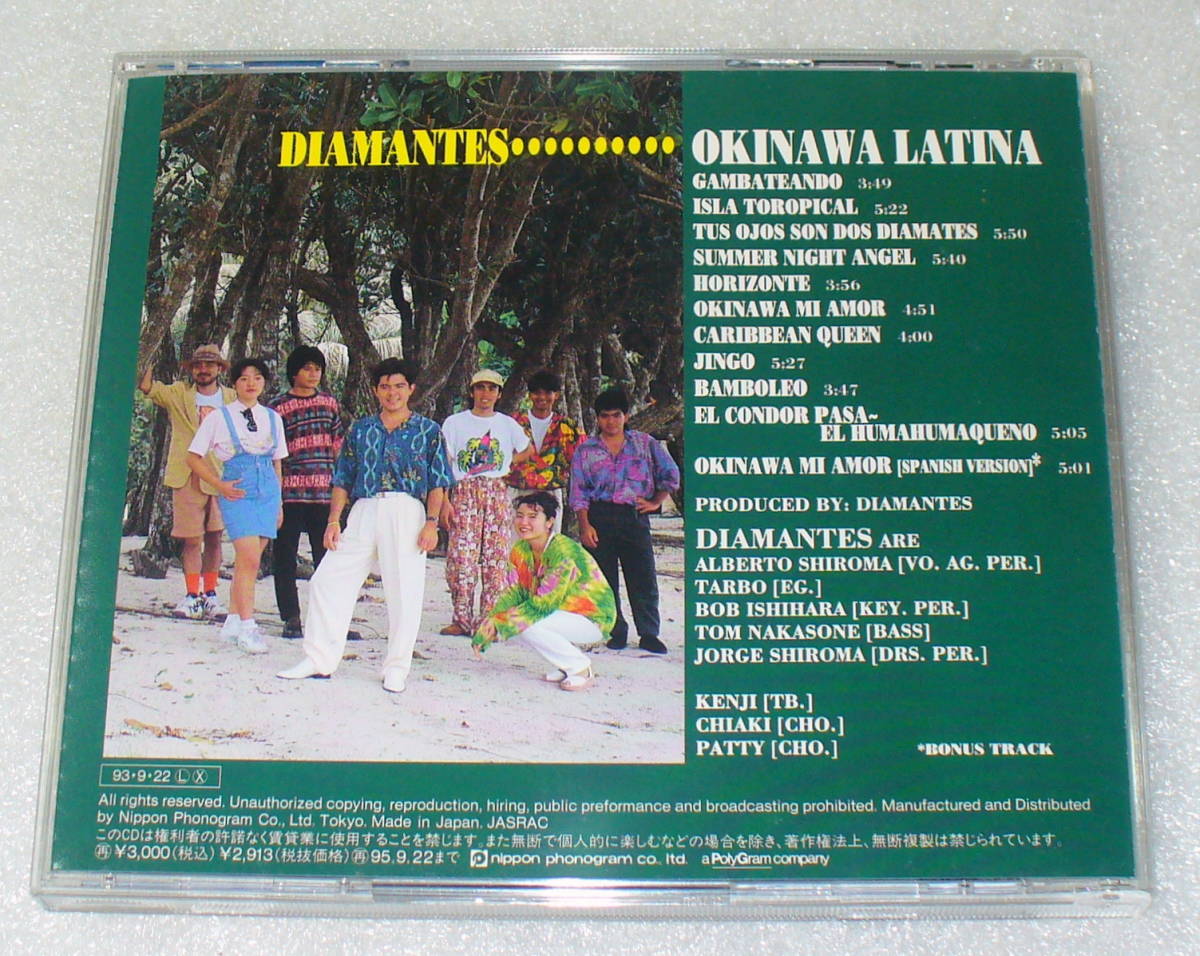 DIAMANTES•••••••••• OKINAWA LATINA
GAMBATEANDO 3:49
ISLA TOROPICAL 5:22
TUS OJOS SON DOS DIAMATES 5:50
SUMMER NIGHT ANGEL 5:40
HORIZONTE 3:56
OKINAWA MI AMOR 4:51
CARIBBEAN QUEEN 4:00
JINGO 5:27
BAMBOLEO 3:47
EL CONDOR PASA~
EL HUMAHUMAQUENO 5:05
OKINAWA MI AMOR [SPANISH VERSION]* 5:01
PRODUCED BY: DIAMANTES
DIAMANTES ARE
ALBERTO SHIROMA [VO. AG. PER.]
TARBO [EG.]
BOB ISHIHARA [KEY. PER.]
TOM NAKASONE [BASS]
JORGE SHIROMA [DRS. PER.]
KENJI [TB.]
CHIAKI [CHO.]
PATTY [CHO.] *BONUS TRACK
93•9•22 Ⓛ Ⓧ
All rights reserved. Unauthorized copying, reproduction, hiring, public preformance and broadcasting prohibited. Manufactured and Distributed
by Nippon Phonogram Co., Ltd. Tokyo. Made in Japan. JASRAC
このCDは権利者の許諾なく賃貸業に使用することを禁じます。また無断で個人的に楽しむなどの場合を除き、著作権法上、無断複製は禁じられています。
㊢¥3,000(税込) ¥2,913(税抜価格)㊢95.9.22まで nippon phonogram co., ltd. a PolyGram company